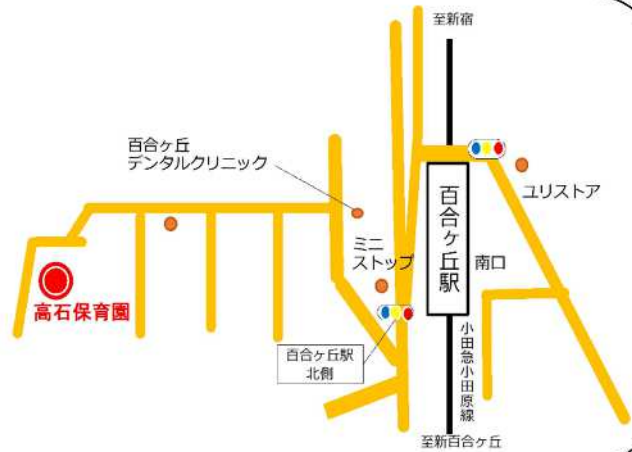 至新宿
百合ヶ丘
デンタルクリニック
ユリストア
ミニ
ストップ
百合ヶ丘駅
南口
高石保育園
百合ヶ丘駅
北側
小田急小田原線
至新百合ヶ丘